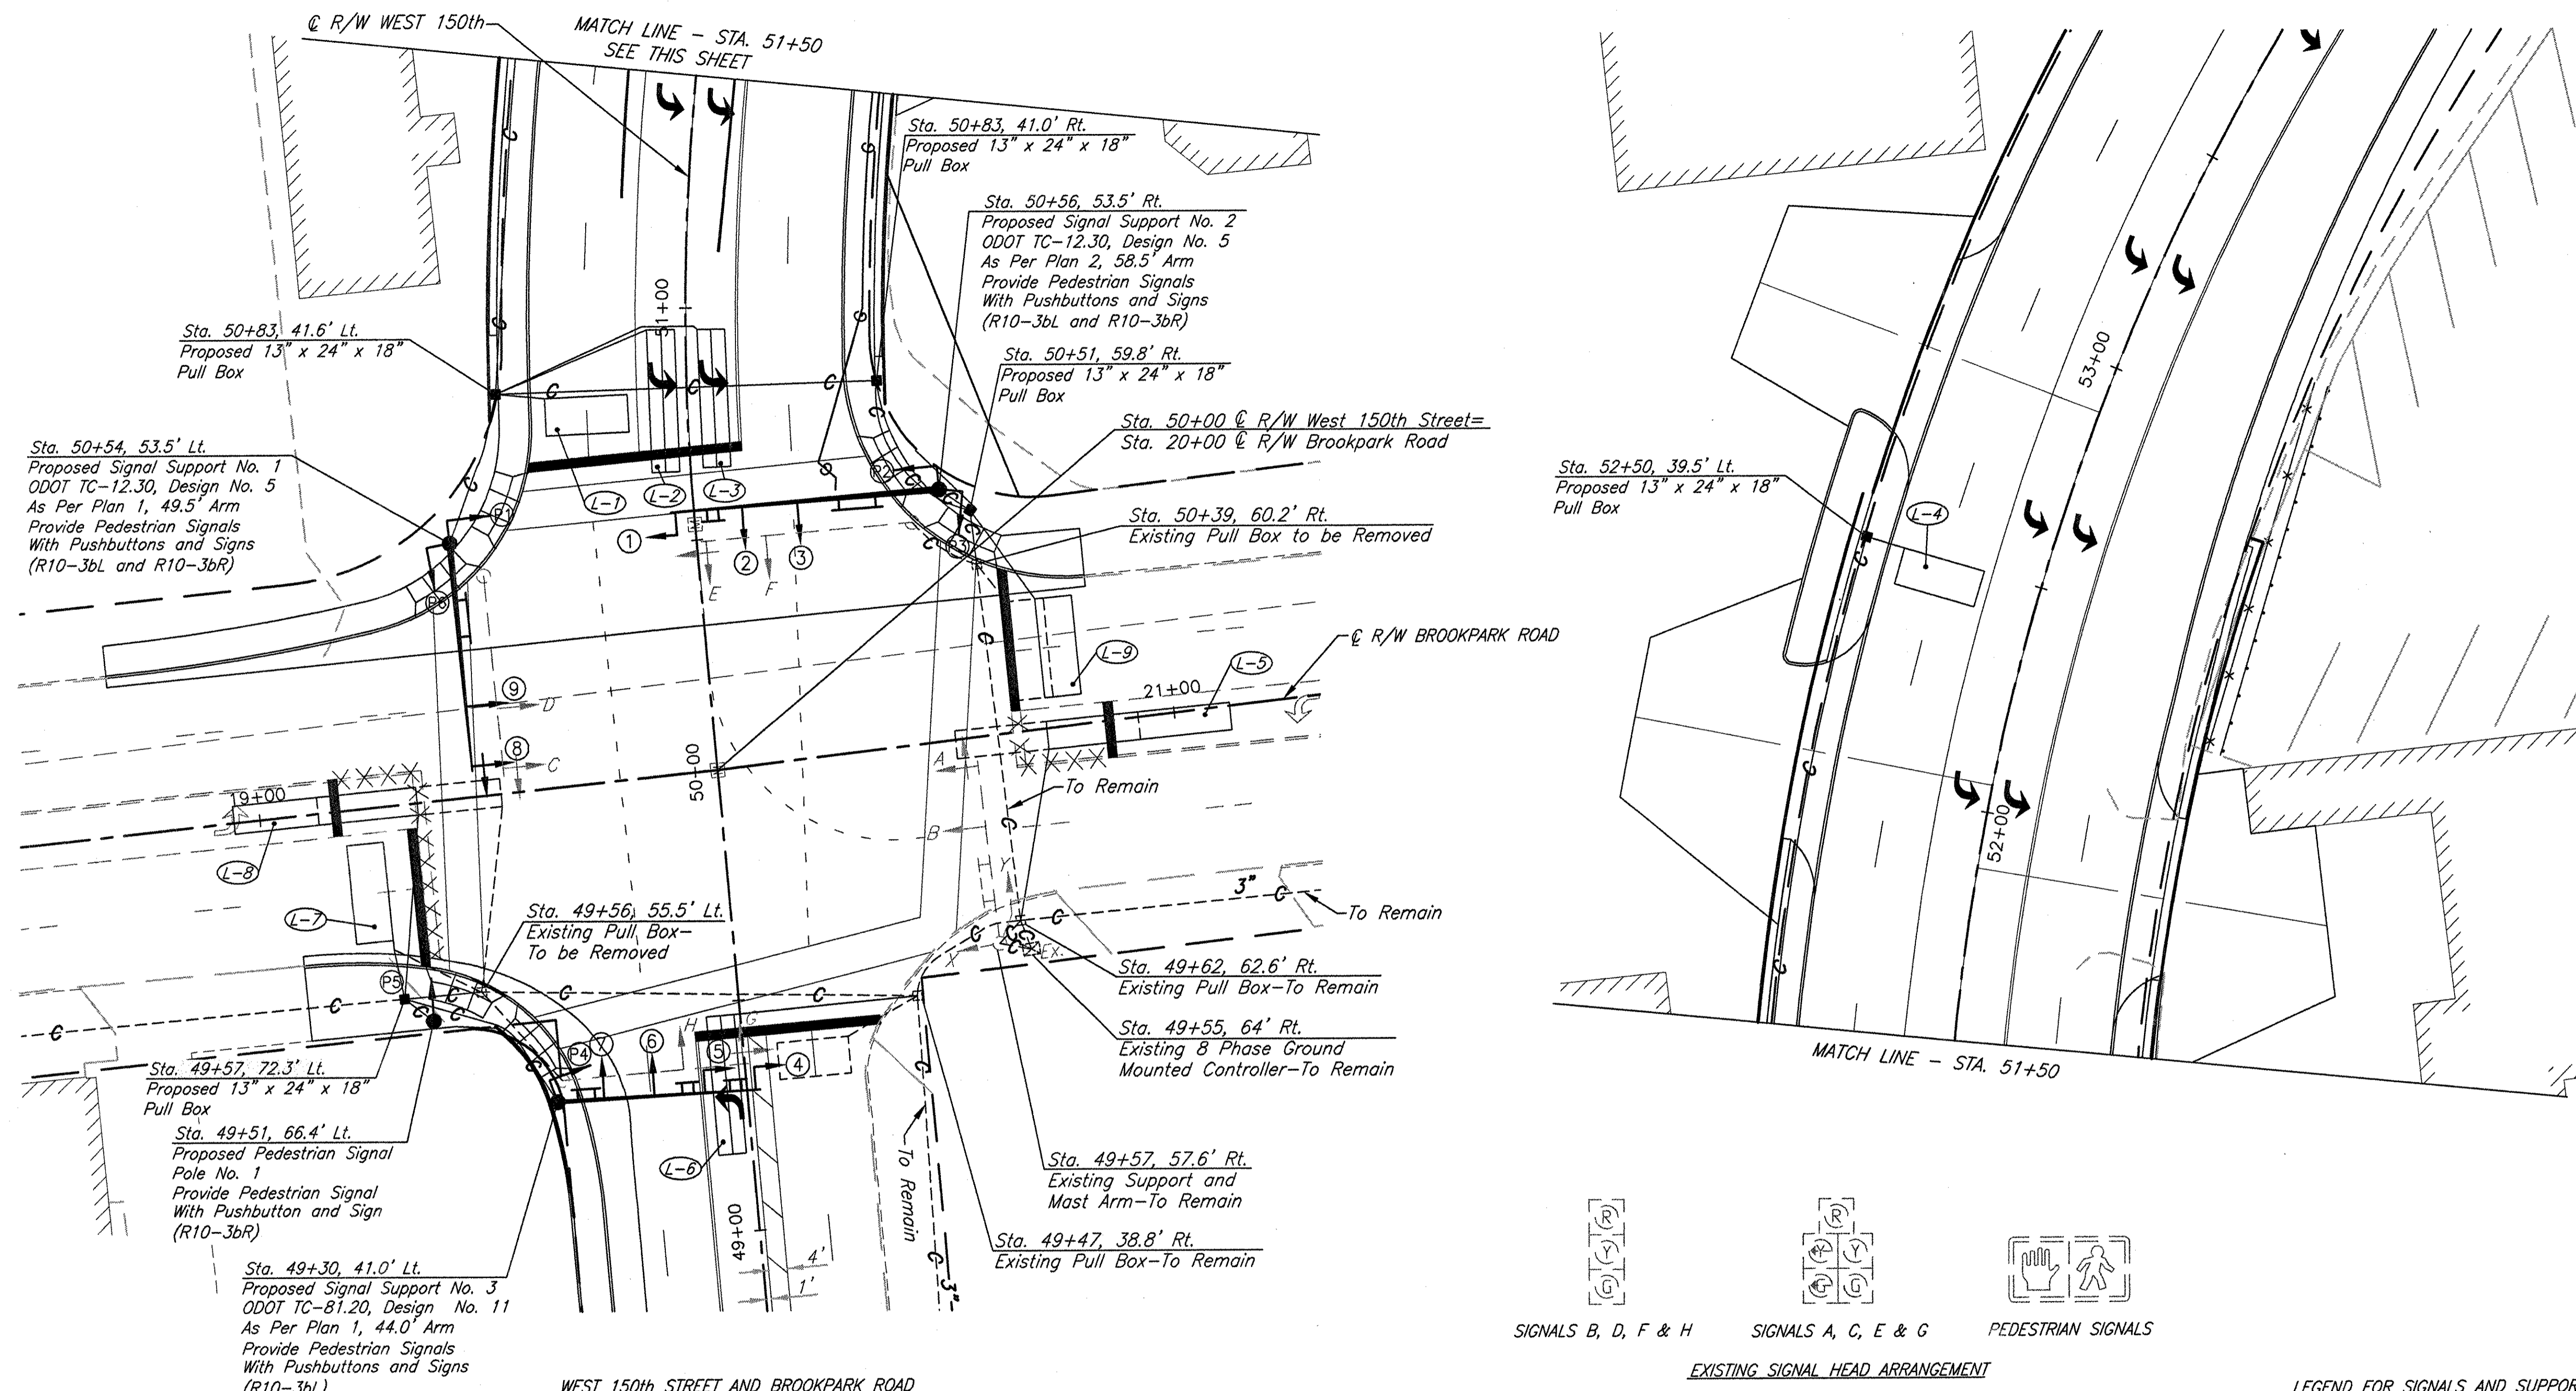 ℄ R/W WEST 150th
MATCH LINE - STA. 51+50
SEE THIS SHEET
Sta. 50+83, 41.0' Rt.
Proposed 13" x 24" x 18"
Pull Box
Sta. 50+56, 53.5' Rt.
Proposed Signal Support No. 2
ODOT TC-12.30, Design No. 5
As Per Plan 2, 58.5' Arm
Provide Pedestrian Signals
With Pushbuttons and Signs
(R10-3bL and R10-3bR)
51+00
Sta. 50+83, 41.6' Lt.
Proposed 13" x 24" x 18"
Pull Box
Sta. 50+51, 59.8' Rt.
Proposed 13" x 24" x 18"
Pull Box
Sta. 50+00 ℄ R/W West 150th Street=
Sta. 20+00 ℄ R/W Brookpark Road
Sta. 50+54, 53.5' Lt.
Proposed Signal Support No. 1
ODOT TC-12.30, Design No. 5
As Per Plan 1, 49.5' Arm
Provide Pedestrian Signals
With Pushbuttons and Signs
(R10-3bL and R10-3bR)
Sta. 50+39, 60.2' Rt.
Existing Pull Box to be Removed
L-1
L-2
L-3
P1
P2
P3
P6
1
2
3
E
F
℄ R/W BROOKPARK ROAD
L-9
L-5
21+00
9
D
8
C
50+00
A
To Remain
B
19+00
L-8
L-7
Y
3"
To Remain
Sta. 49+56, 55.5' Lt.
Existing Pull Box-
To be Removed
X
Ex.
P5
Sta. 49+62, 62.6' Rt.
Existing Pull Box-To Remain
Sta. 49+55, 64' Rt.
Existing 8 Phase Ground
Mounted Controller-To Remain
H
G
P4
7
6
5
4
Sta. 49+57, 72.3' Lt.
Proposed 13" x 24" x 18"
Pull Box
Sta. 49+51, 66.4' Lt.
Proposed Pedestrian Signal
Pole No. 1
Provide Pedestrian Signal
With Pushbutton and Sign
(R10-3bR)
L-6
To Remain
Sta. 49+57, 57.6' Rt.
Existing Support and
Mast Arm-To Remain
49+00
4'
1'
3"
Sta. 49+47, 38.8' Rt.
Existing Pull Box-To Remain
Sta. 49+30, 41.0' Lt.
Proposed Signal Support No. 3
ODOT TC-81.20, Design No. 11
As Per Plan 1, 44.0' Arm
Provide Pedestrian Signals
With Pushbuttons and Signs
(R10-3bL)
WEST 150th STREET AND BROOKPARK ROAD
53+00
Sta. 52+50, 39.5' Lt.
Proposed 13" x 24" x 18"
Pull Box
L-4
52+00
MATCH LINE - STA. 51+50
R
Y
G
R
Y
Y
G
G
SIGNALS B, D, F & H
SIGNALS A, C, E & G
PEDESTRIAN SIGNALS
EXISTING SIGNAL HEAD ARRANGEMENT
LEGEND FOR SIGNALS AND SUPPOR